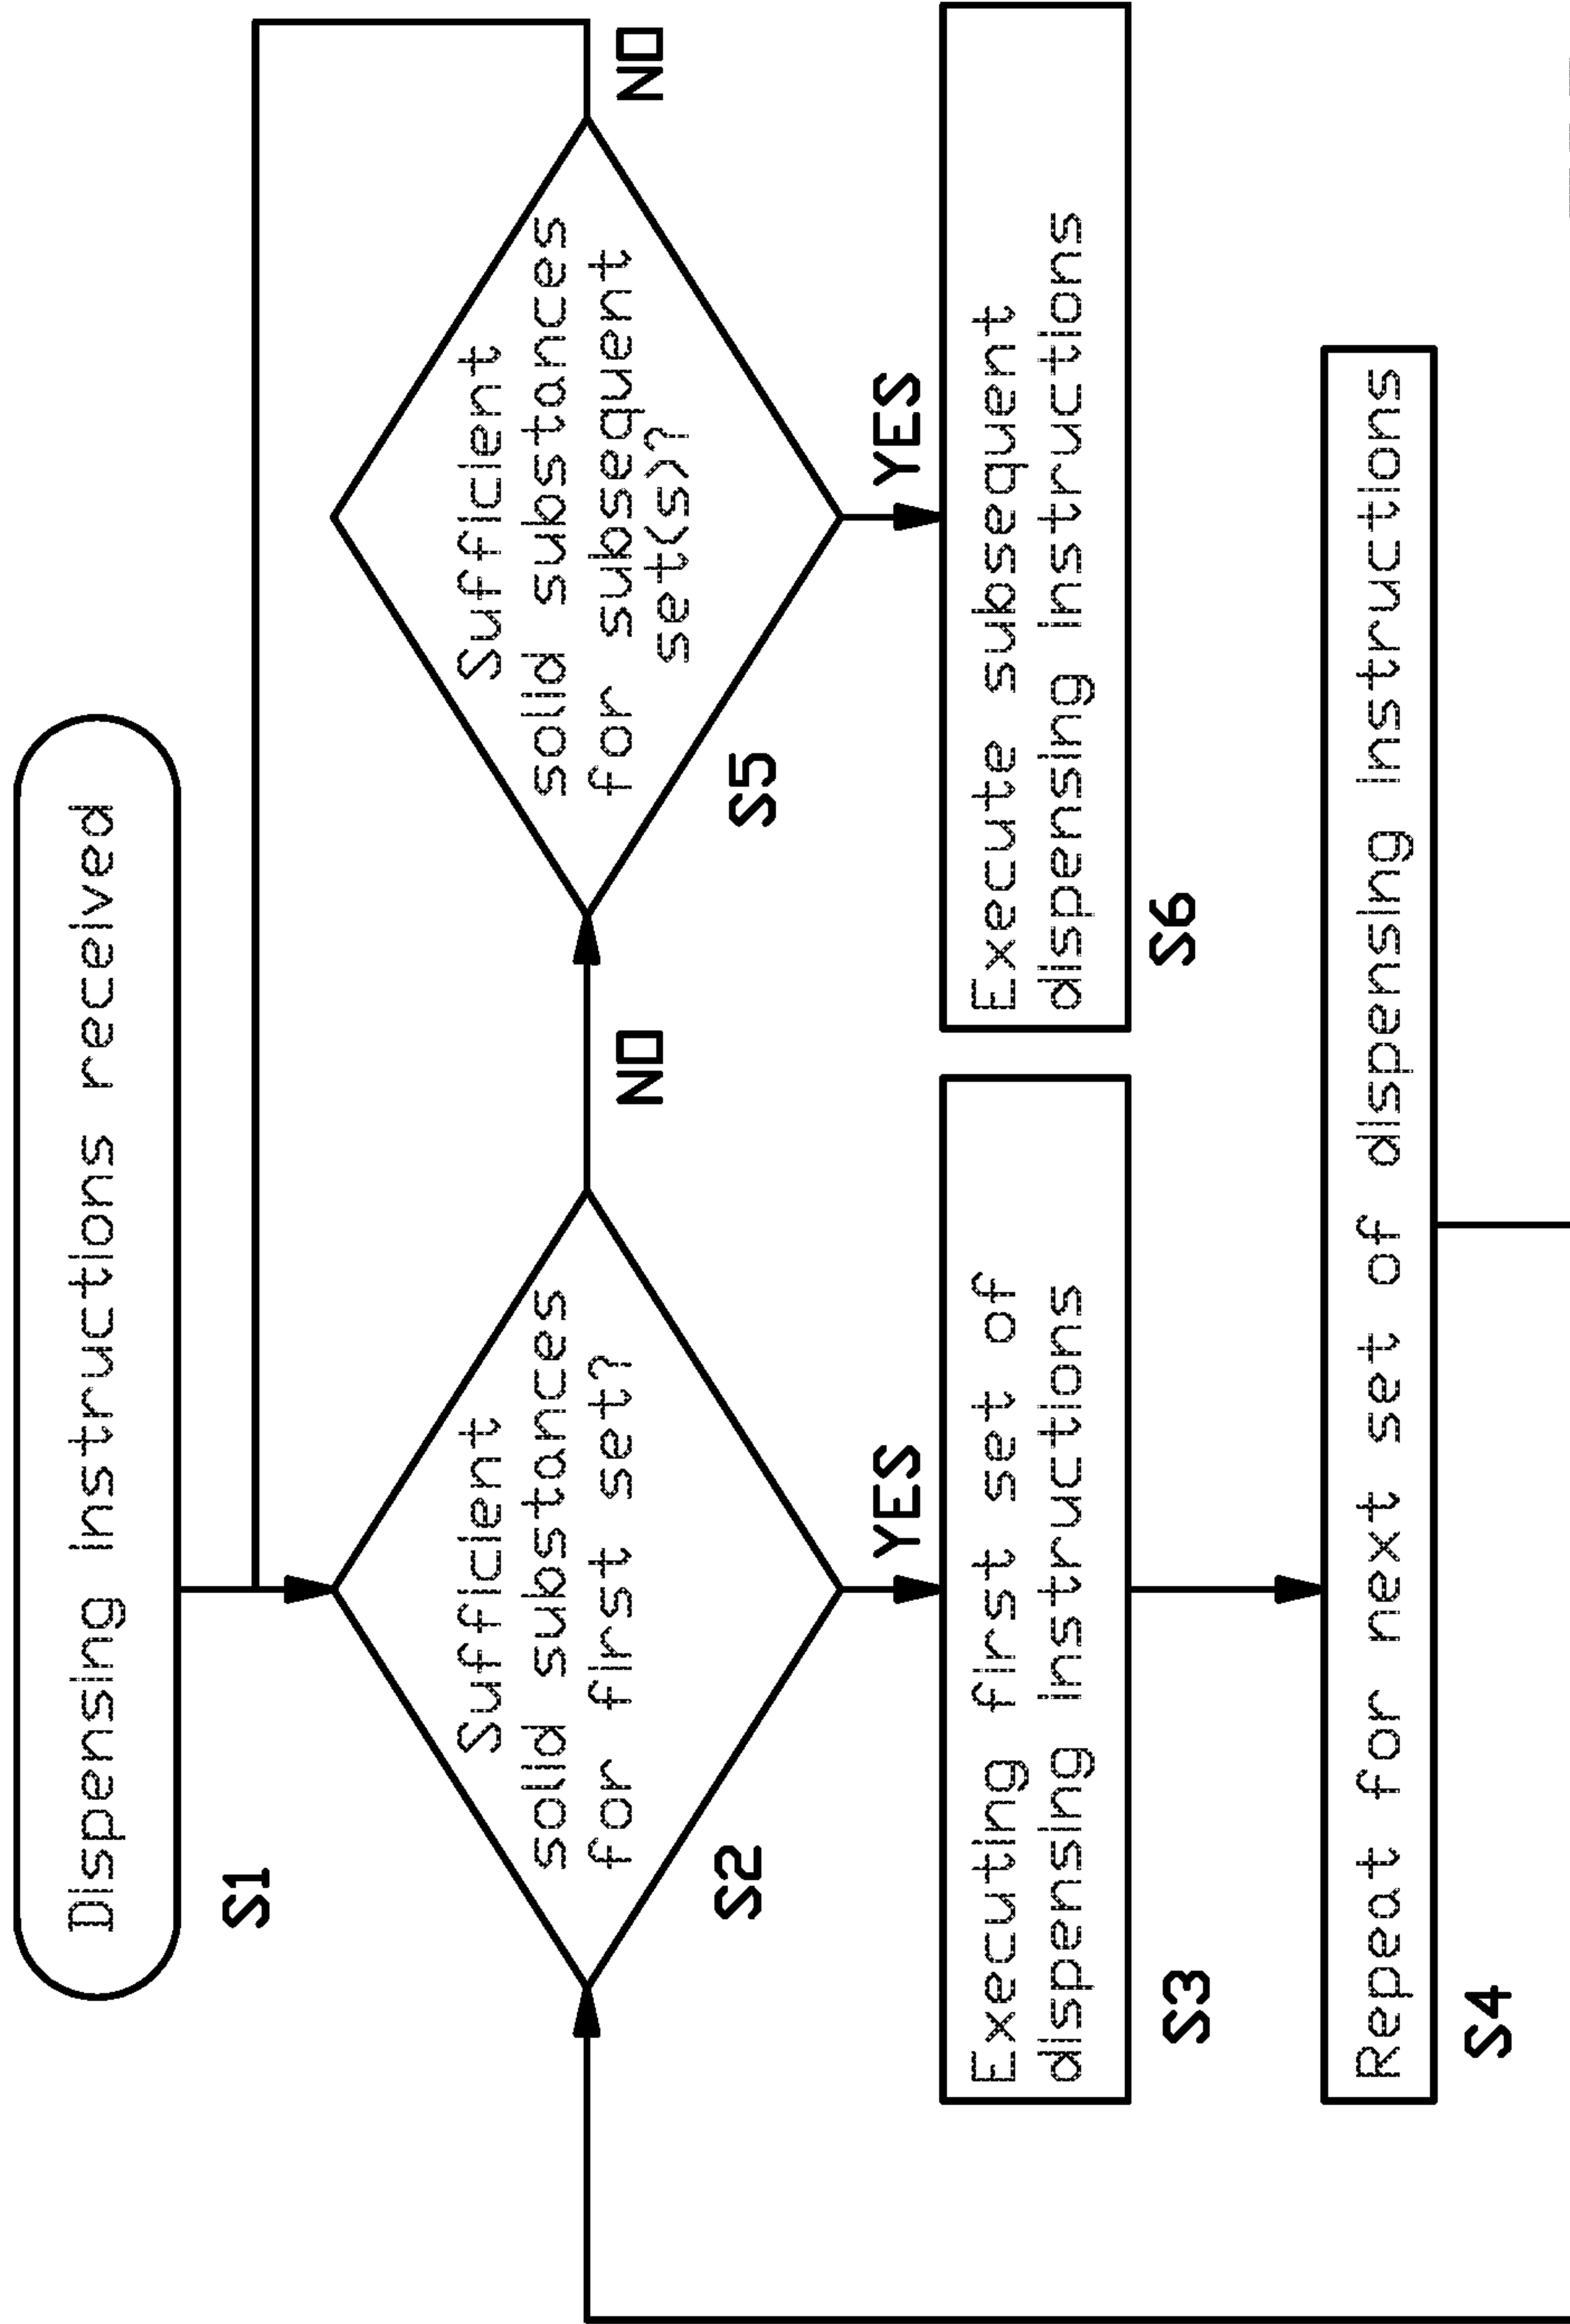 Dispensing instructions received
S1
Sufficient
solid substances
for first set?
S2
NO
Sufficient
solid substances
for subsequent
set(s)?
S5
NO
YES
YES
Executing first set of
dispensing instructions
S3
Execute subsequent
dispensing instructions
S6
Repeat for next set of dispensing instructions
S4